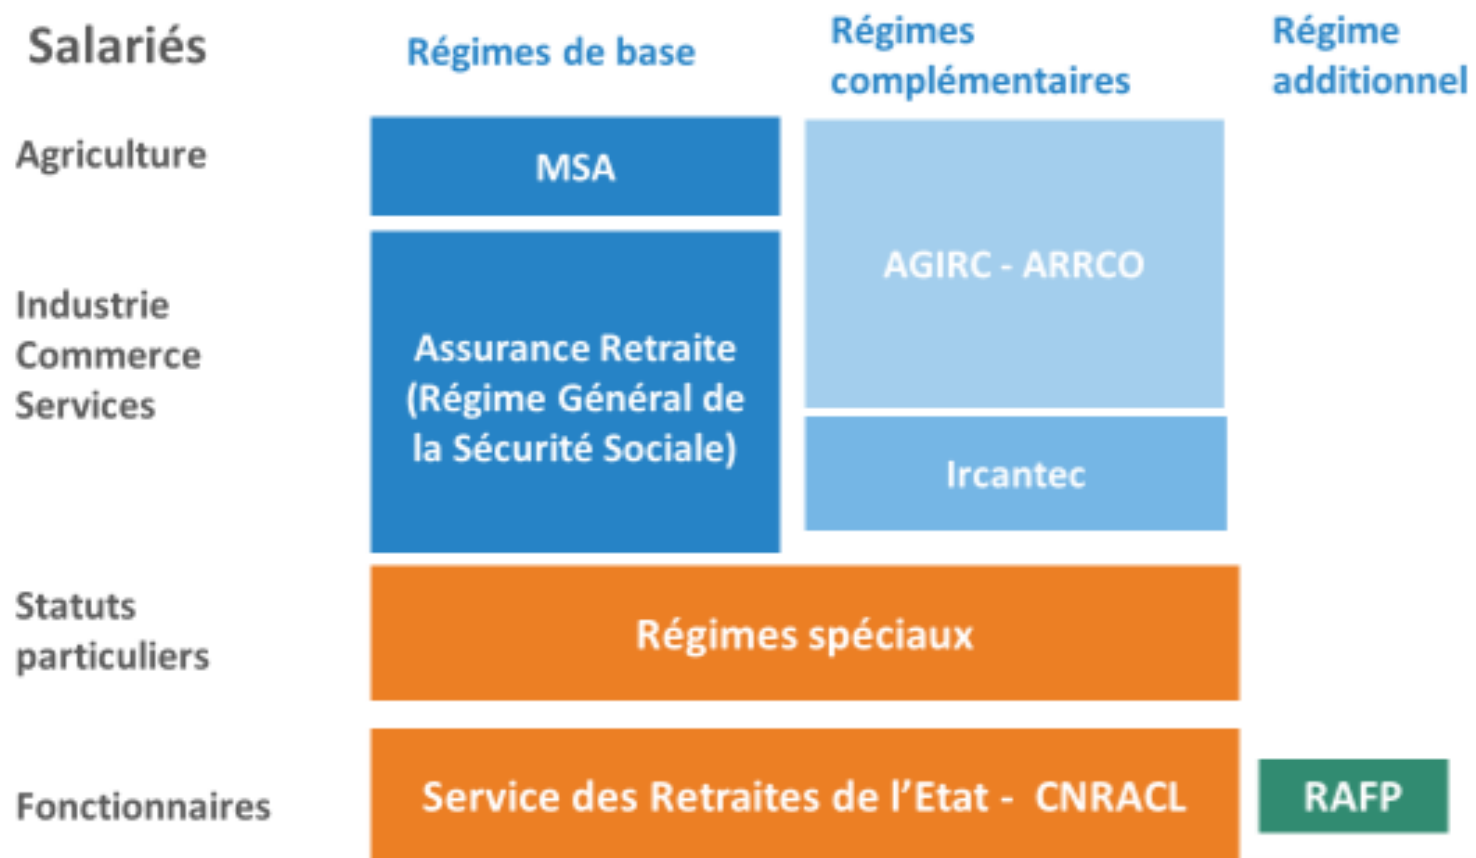 Salariés
Régimes de base
Régimes
complémentaires
Régime
additionnel
Agriculture
MSA
AGIRC - ARRCO
Industrie
Commerce
Services
Assurance Retraite
(Régime Général de
la Sécurité Sociale)
Ircantec
Statuts
particuliers
Régimes spéciaux
Fonctionnaires
Service des Retraites de l’Etat - CNRACL
RAFP